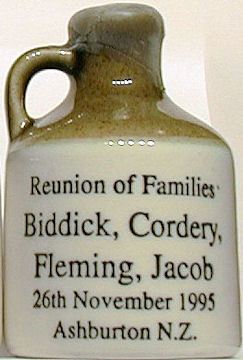 Reunion of Families
Biddick, Cordery,
Fleming, Jacob
26th November 1995
Ashburton N.Z.